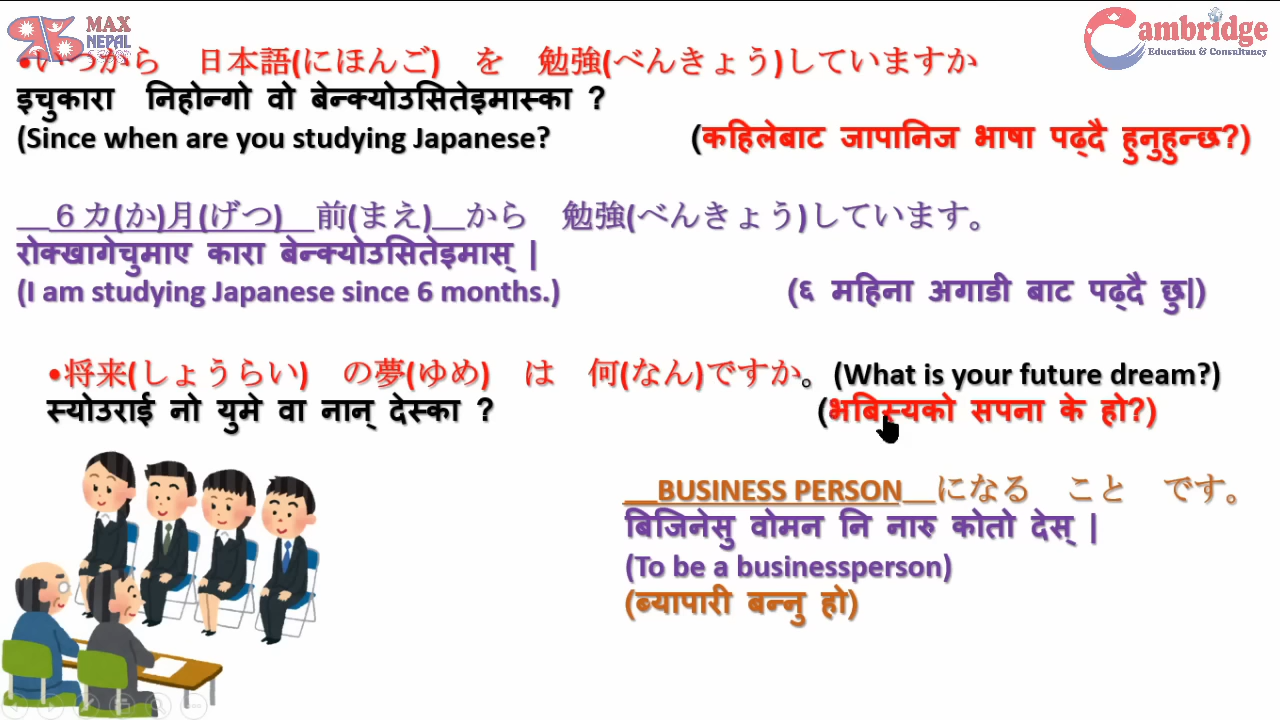 MAX NEPAL
Cambridge
Education & Consultancy
•いつから 日本語(にほんご) を 勉強(べんきょう)していますか
इचुकारा निहोन्गो वो बेन्क्योउसितेइमास्का ?
(Since when are you studying Japanese? (कहिलेबाट जापानिज भाषा पढ्दै हुनुहुन्छ?)
__６カ(か)月(げつ)__前(まえ)__から 勉強(べんきょう)しています。
रोक्खागेचुमाए कारा बेन्क्योउसितेइमास् |
(I am studying Japanese since 6 months.) (६ महिना अगाडी बाट पढ्दै छु|)
•将来(しょうらい) の夢(ゆめ) は 何(なん)ですか。(What is your future dream?)
स्योउराई नो युमे वा नान् देस्का ? (भबिस्यको सपना के हो?)
__BUSINESS PERSON__になる こと です。
बिजिनेसु वोमन नि नारु कोतो देस् |
(To be a businessperson)
(ब्यापारी बन्नु हो)